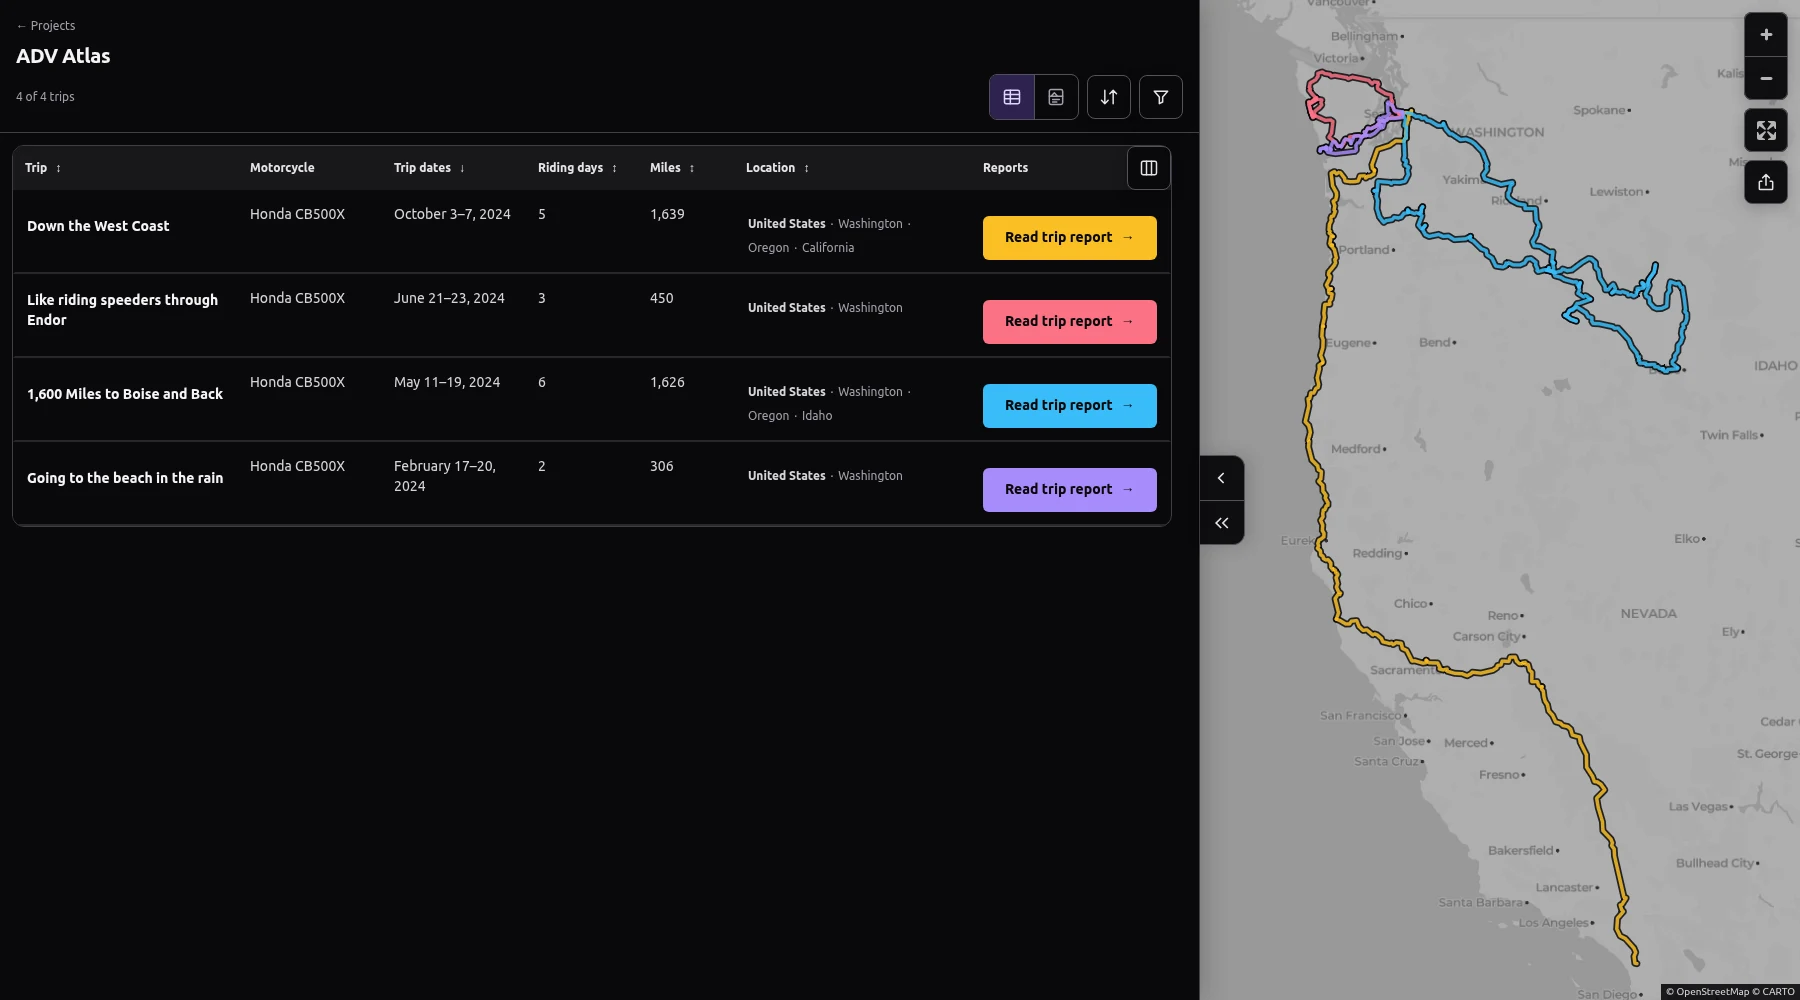 ← Projects
ADV Atlas
4 of 4 trips
Trip ↕ Motorcycle Trip dates ↓ Riding days ↕ Miles ↕ Location ↕ Reports
Down the West Coast Honda CB500X October 3–7, 2024 5 1,639 United States · Washington ·
Oregon · California
Read trip report →
Like riding speeders through
Endor
Honda CB500X June 21–23, 2024 3 450 United States · Washington
Read trip report →
1,600 Miles to Boise and Back Honda CB500X May 11–19, 2024 6 1,626 United States · Washington ·
Oregon · Idaho
Read trip report →
Going to the beach in the rain Honda CB500X February 17–20,
2024
2 306 United States · Washington
Read trip report →
Vancouver
Bellingham
Victoria
Kalis
Spokane
WASHINGTON
Yakim
Lewiston
Portland
Eugene
Bend
IDAHO
Twin Falls
Medford
Elko
Eurek
Redding
Chico
Reno
NEVADA
Carson City
Ely
Sacramento
San Francisco
Cedar
San Jose
Merced
St. George
Santa Cruz
Fresno
Las Vegas
Bakersfield
Bullhead City
Lancaster
Santa Barbara
Los Angeles
San Diego
© OpenStreetMap © CARTO